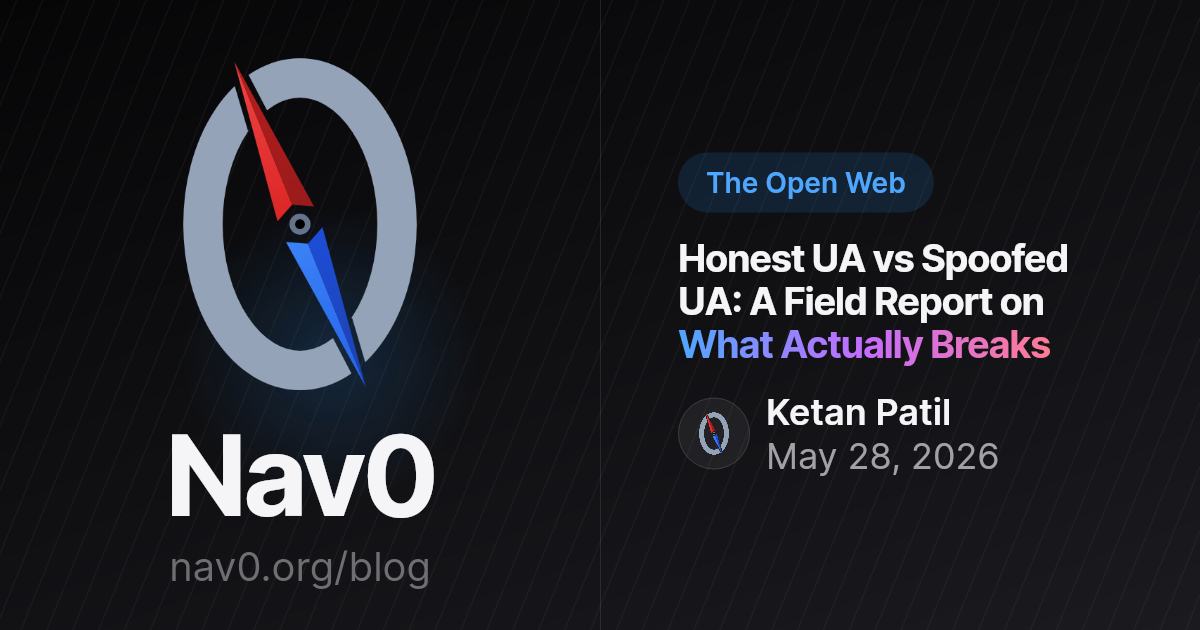 Nav0
nav0.org/blog
The Open Web
Honest UA vs Spoofed
UA: A Field Report on
What Actually Breaks
Ketan Patil
May 28, 2026